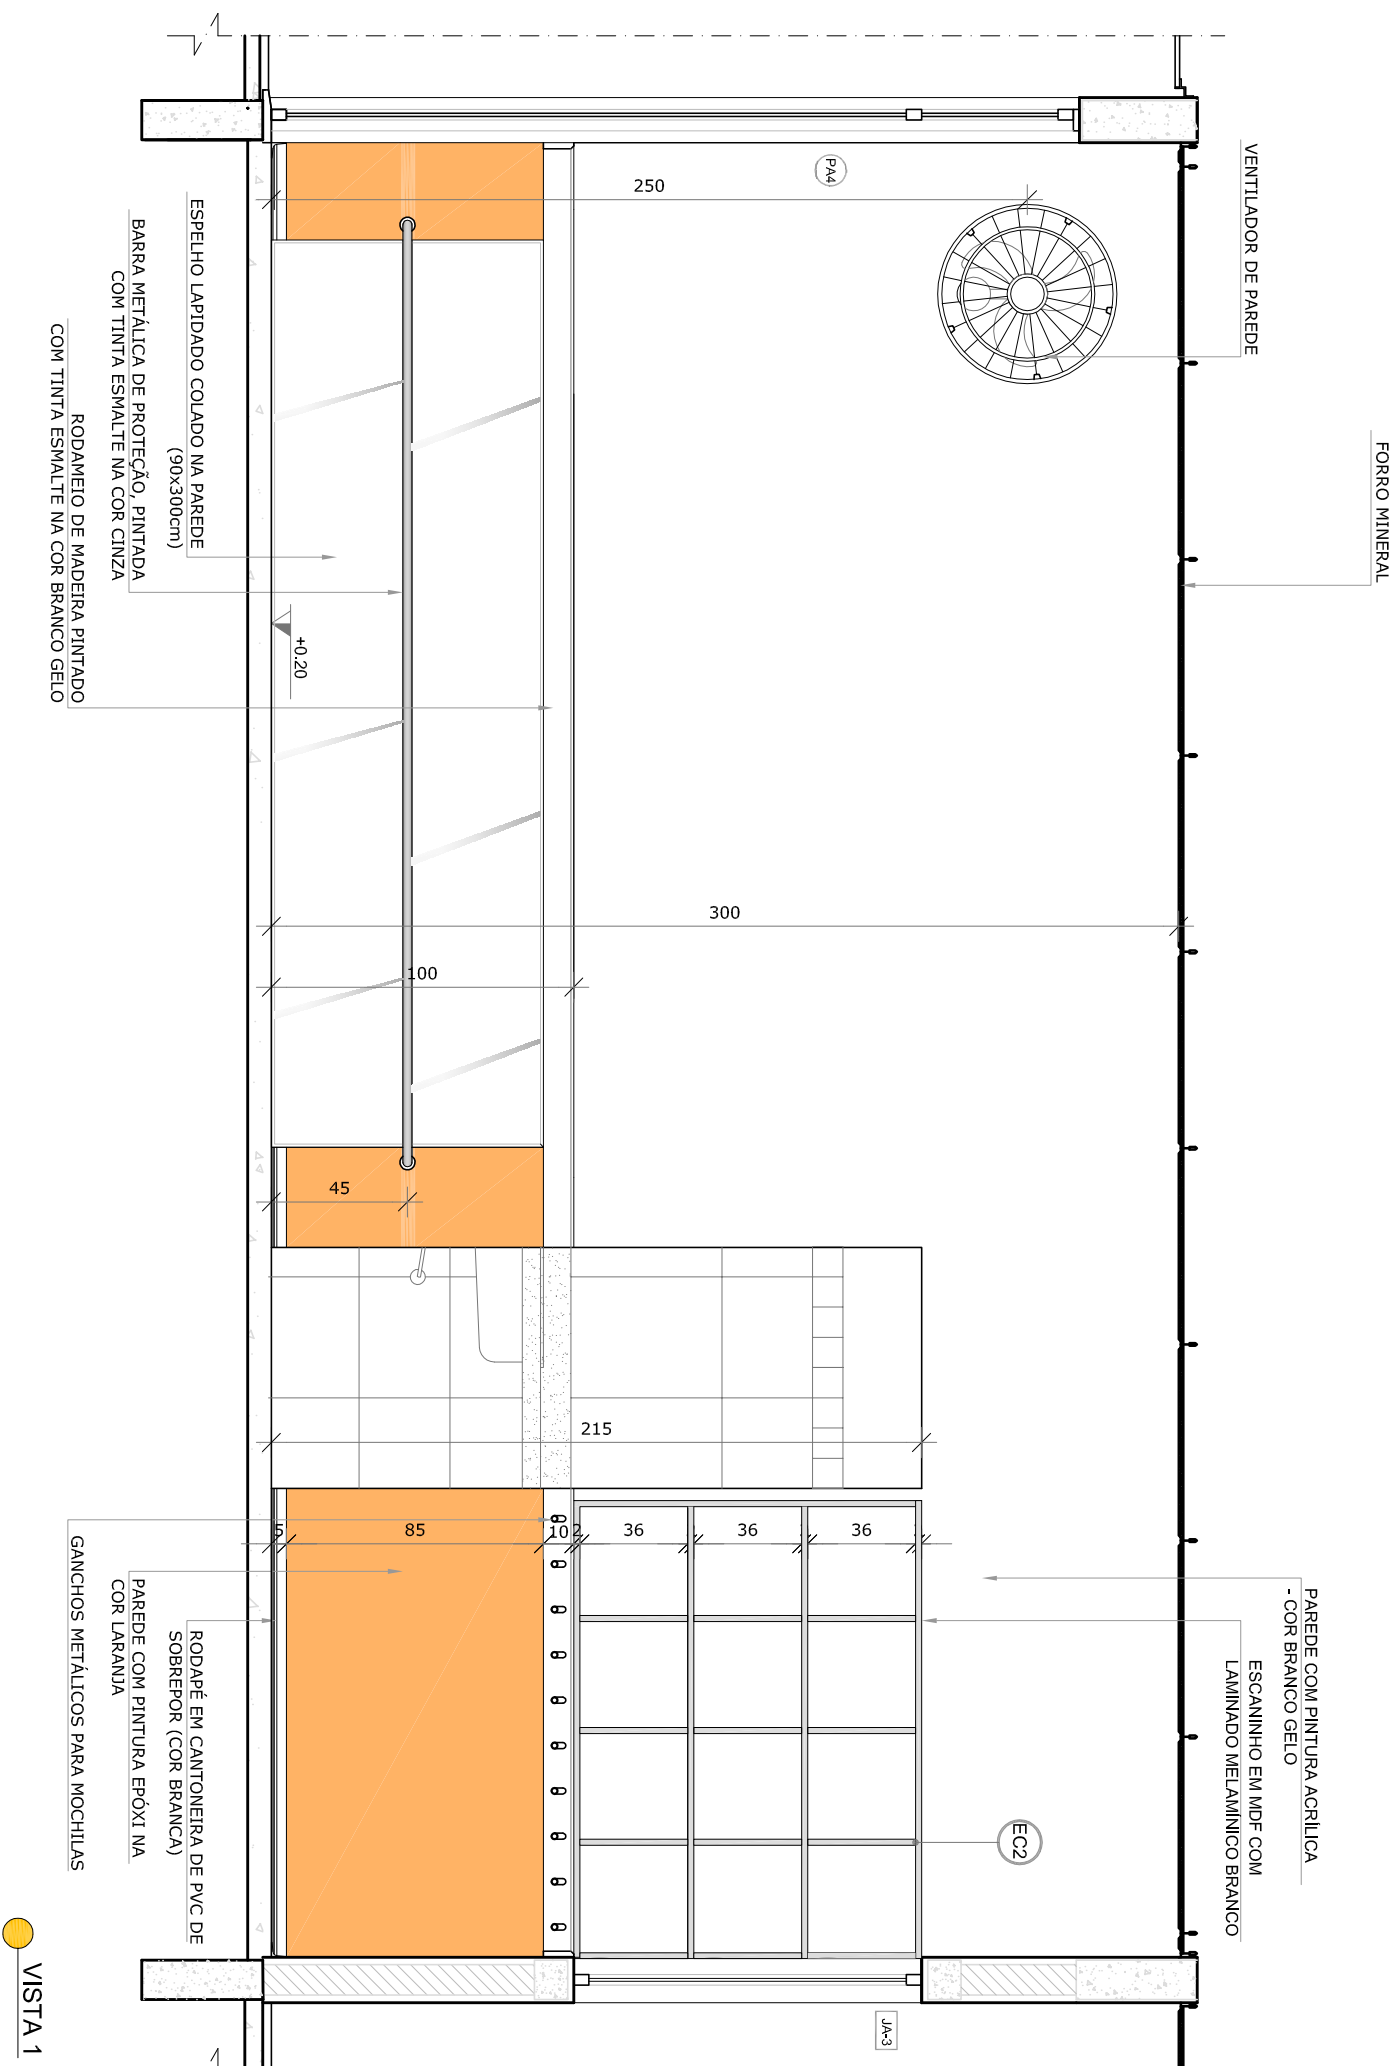 FORRO MINERAL
VENTILADOR DE PAREDE
PAREDE COM PINTURA ACRÍLICA
- COR BRANCO GELO
ESCANINHO EM MDF COM
LAMINADO MELAMÍNICO BRANCO
PA4
250
300
100
+0.20
45
215
5
85
10
2
36
36
36
EC2
JA-3
ESPELHO LAPIDADO COLADO NA PAREDE
(90x300cm)
BARRA METÁLICA DE PROTEÇÃO, PINTADA
COM TINTA ESMALTE NA COR CINZA
RODAMEIO DE MADEIRA PINTADO
COM TINTA ESMALTE NA COR BRANCO GELO
RODAPÉ EM CANTONEIRA DE PVC DE
SOBREPOR (COR BRANCA)
PAREDE COM PINTURA EPÓXI NA
COR LARANJA
GANCHOS METÁLICOS PARA MOCHILAS
VISTA 1